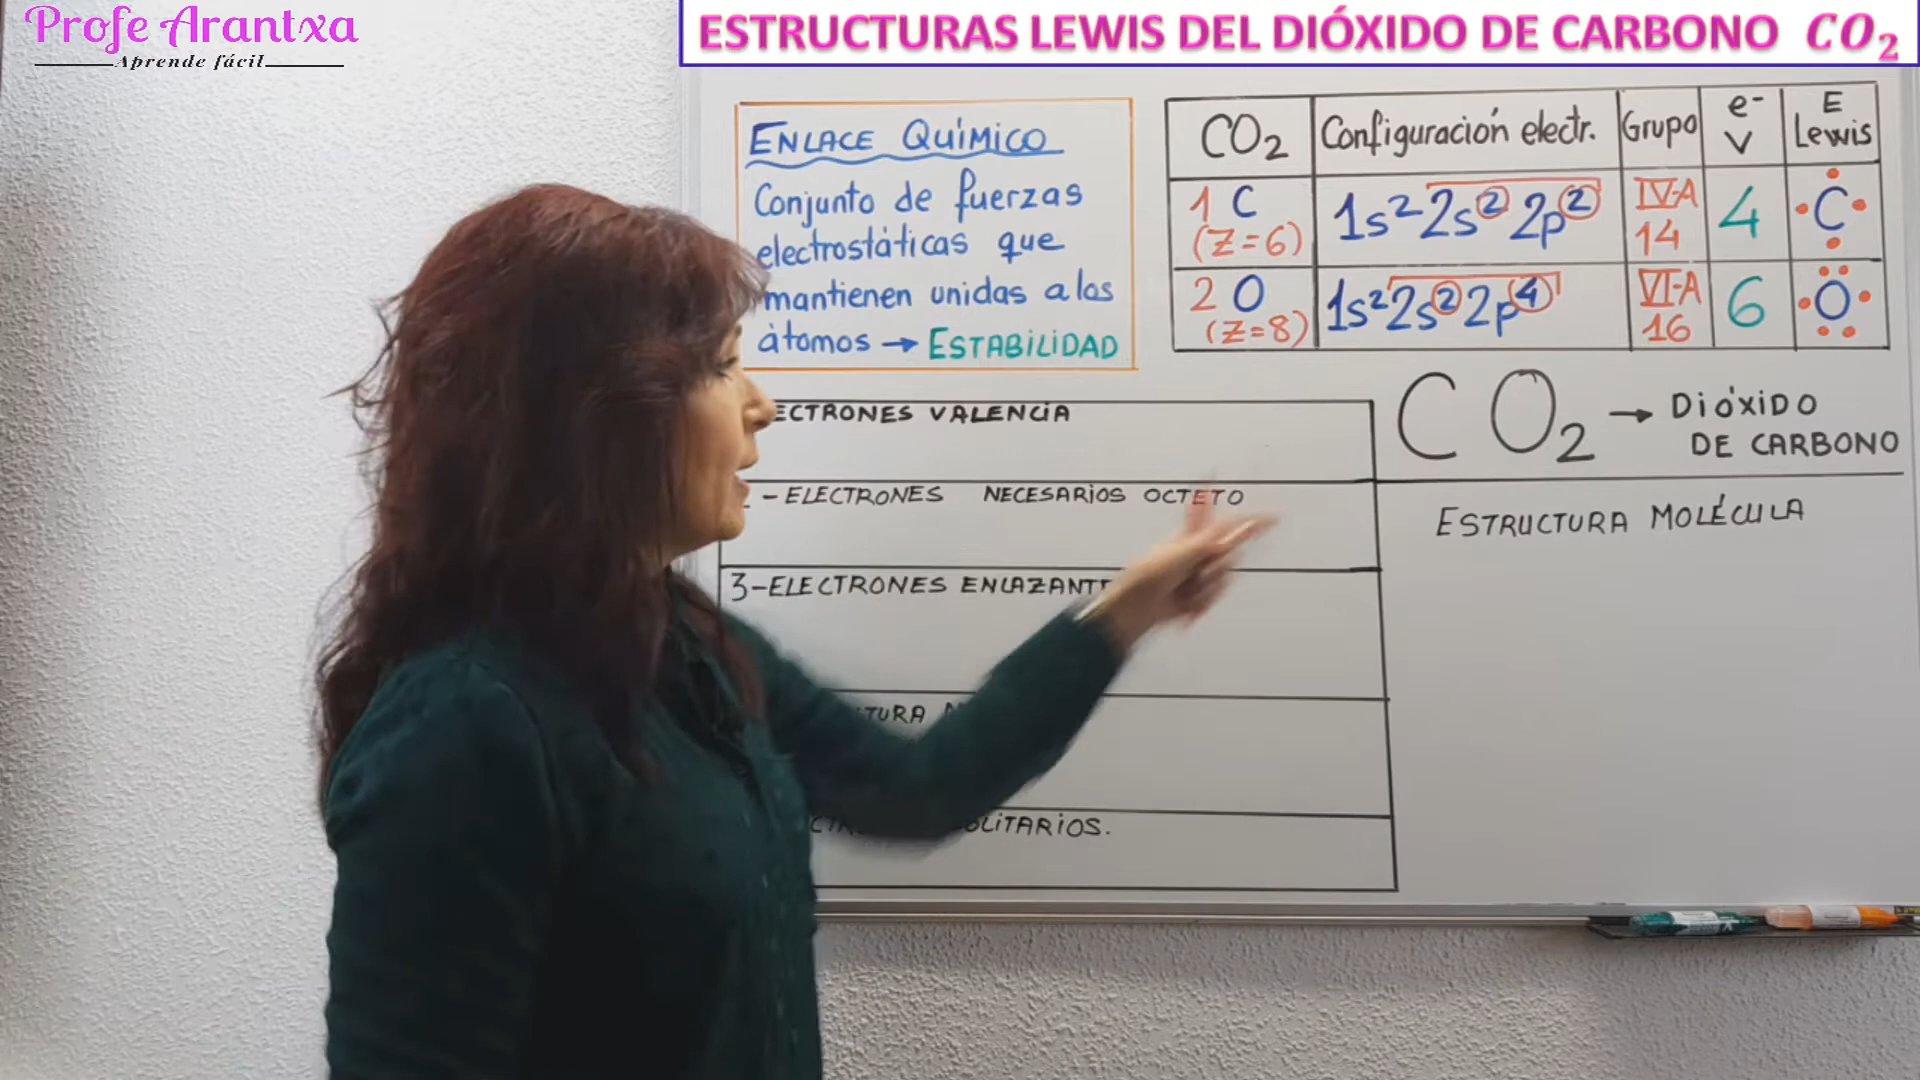 Profe Arantxa
Aprende fácil
ESTRUCTURAS LEWIS DEL DIÓXIDO DE CARBONO CO₂
ENLACE QUÍMICO
Conjunto de fuerzas
electrostáticas que
mantienen unidas a los
átomos → ESTABILIDAD
CO₂ Configuración electr. Grupo e⁻ V E Lewis
1 C (Z=6) 1s² 2s² 2p² IV-A 14 4 C
2 O (Z=8) 1s² 2s² 2p⁴ VI-A 16 6 O
CO₂ → DIÓXIDO
DE CARBONO
ECTRONES VALENCIA
- ELECTRONES NECESARIOS OCTETO
3-ELECTRONES ENLAZANTE
TURA
OLITARIOS.
ESTRUCTURA MOLÉCULA